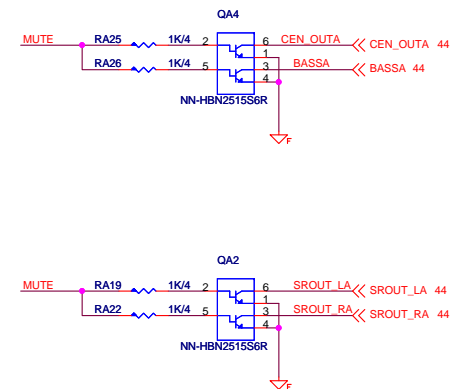 QA4
MUTE RA25 1K/4 2 6 CEN_OUTA CEN_OUTA 44
1
RA26 1K/4 5 3 BASSA BASSA 44
4
NN-HBN2515S6R
F
QA2
MUTE RA19 1K/4 2 6 SROUT_LA SROUT_LA 44
1
RA22 1K/4 5 3 SROUT_RA SROUT_RA 44
4
NN-HBN2515S6R
F